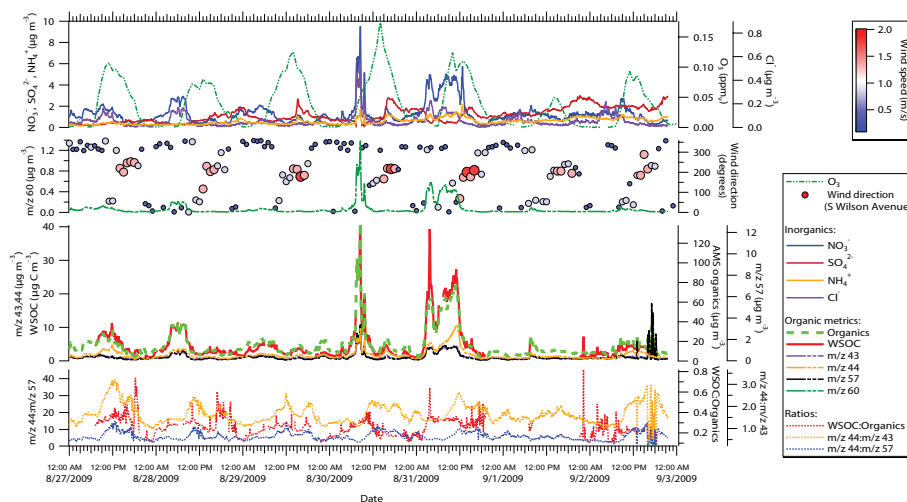 NO3-, SO4 2-, NH4+ (µg m-3)
10
8
6
4
2
0
0.15
0.10
0.05
0.00
O3 (ppmv)
0.8
0.6
0.4
0.2
0.0
Cl- (µg m-3)
m/z 60 (µg m-3)
1.2
0.8
0.4
0.0
300
200
100
0
Wind direction (degrees)
m/z 43,44 (µg m-3)
WSOC (µg C m-3)
40
30
20
10
0
120
100
80
60
40
20
0
AMS organics (µg m-3)
12
10
8
6
4
2
0
m/z 57 (µg m-3)
m/z 44:m/z 57
40
30
20
10
0
0.8
0.6
0.4
0.2
WSOC:Organics
3.0
2.0
1.0
m/z 44:m/z 43
12:00 AM 12:00 PM 12:00 AM 12:00 PM 12:00 AM 12:00 PM 12:00 AM 12:00 PM 12:00 AM 12:00 PM 12:00 AM 12:00 PM 12:00 AM 12:00 PM 12:00 AM
8/27/2009 8/28/2009 8/29/2009 8/30/2009 8/31/2009 9/1/2009 9/2/2009 9/3/2009
Date
2.0
1.5
1.0
0.5
Wind speed (m/s)
O3
Wind direction
(S Wilson Avenue)
Inorganics:
NO3-
SO4 2-
NH4+
Cl-
Organic metrics:
Organics
WSOC
m/z 43
m/z 44
m/z 57
m/z 60
Ratios:
WSOC:Organics
m/z 44:m/z 43
m/z 44:m/z 57